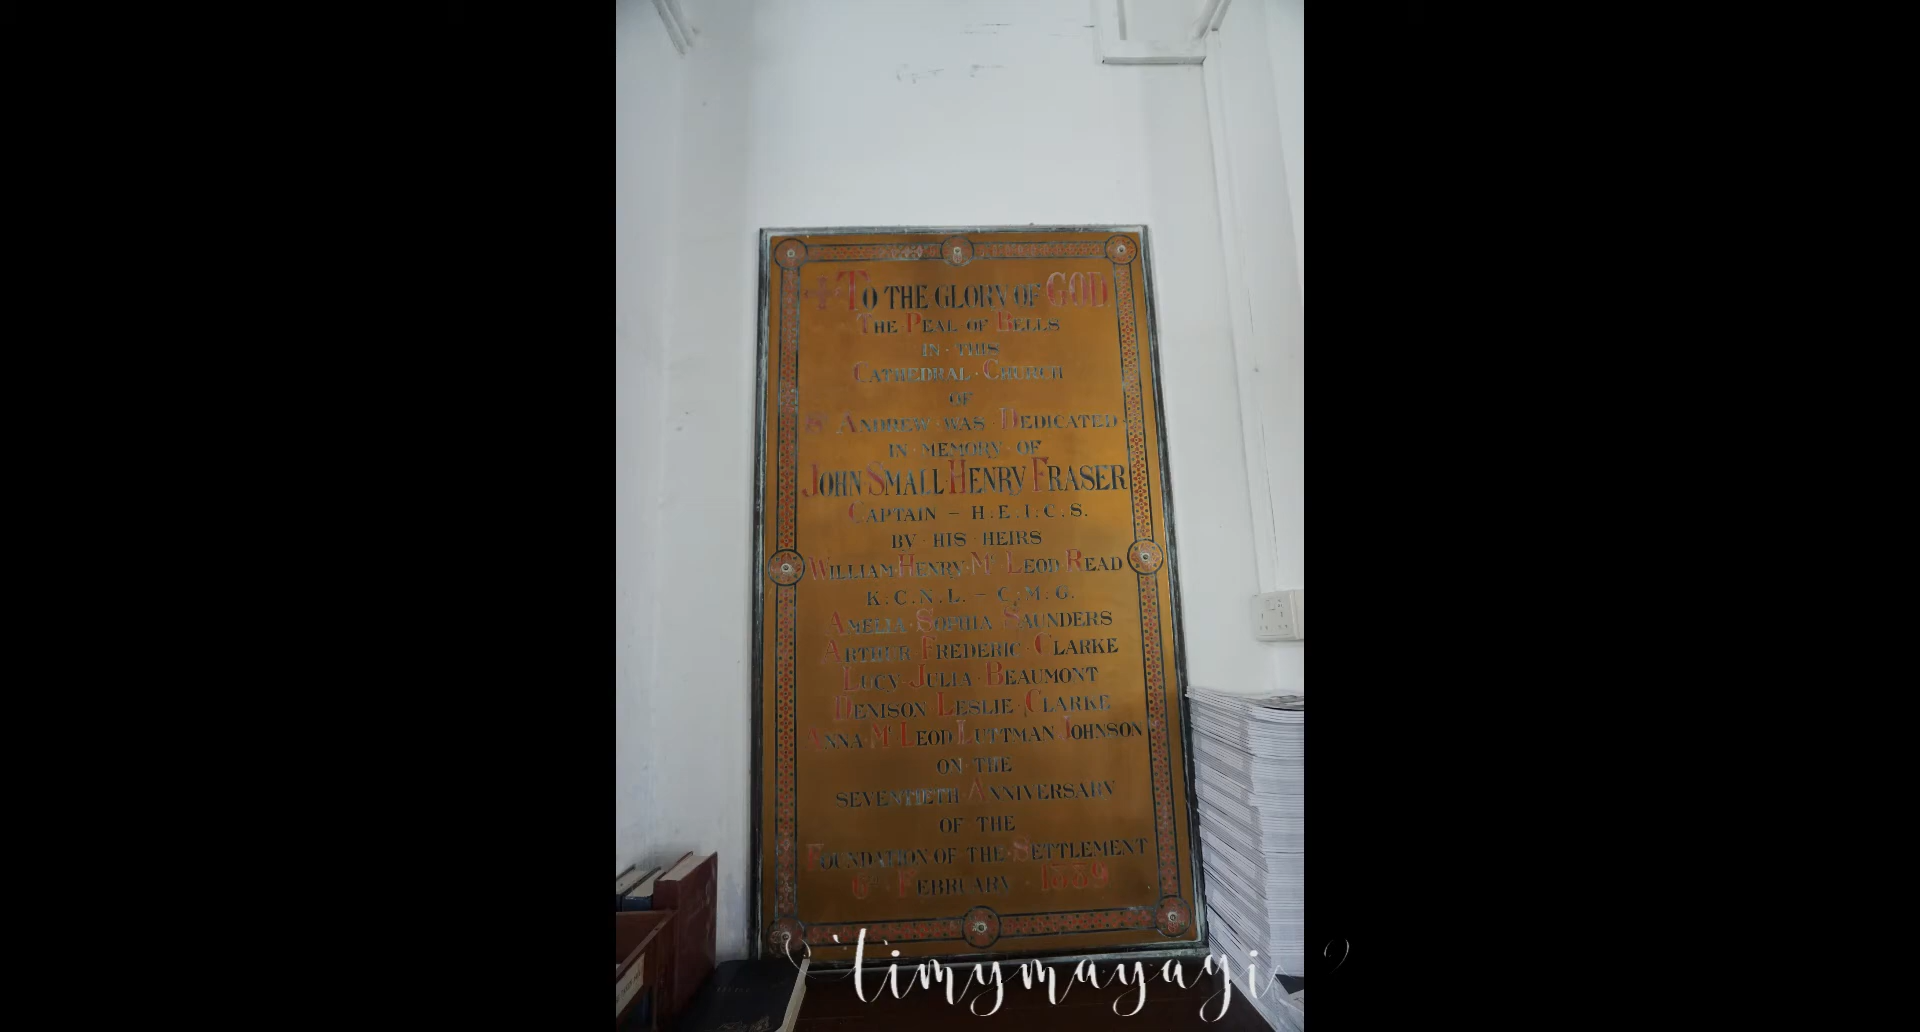 TO THE GLORY OF GOD
THE PEAL OF BELLS
IN · THIS
CATHEDRAL · CHURCH
OF
ST ANDREW · WAS · DEDICATED ·
IN · MEMORY · OF
JOHN · SMALL · HENRY FRASER
CAPTAIN – H:E:I:C:S.
BY · HIS · HEIRS
WILLIAM · HENRY · Mc LEOD · READ
K:C:N.L. – C:M:G.
AMELIA · SOPHIA SAUNDERS
ARTHUR · FREDERIC · CLARKE
LUCY · JULIA · BEAUMONT
DENISON LESLIE · CLARKE
ANNA · Mc LEOD LUTTMAN JOHNSON
ON · THE
SEVENTIETH · ANNIVERSARY
OF THE
FOUNDATION OF · THE · SETTLEMENT
6th FEBRUARY · 1889
timymayagi